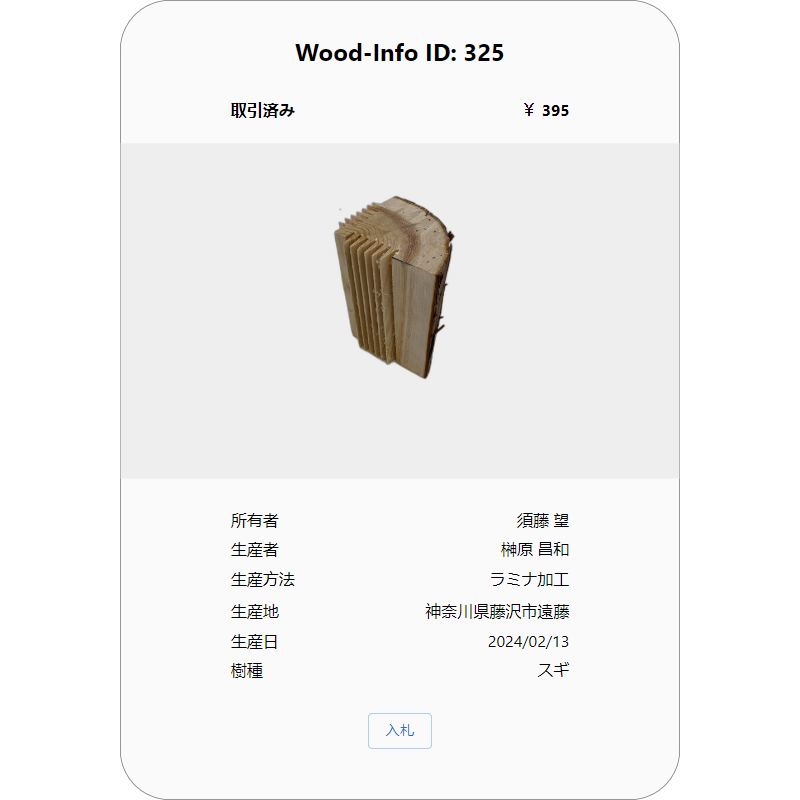 Wood-Info ID: 325
取引済み ¥ 395
所有者 須藤 望
生産者 榊原 昌和
生産方法 ラミナ加工
生産地 神奈川県藤沢市遠藤
生産日 2024/02/13
樹種 スギ
入札